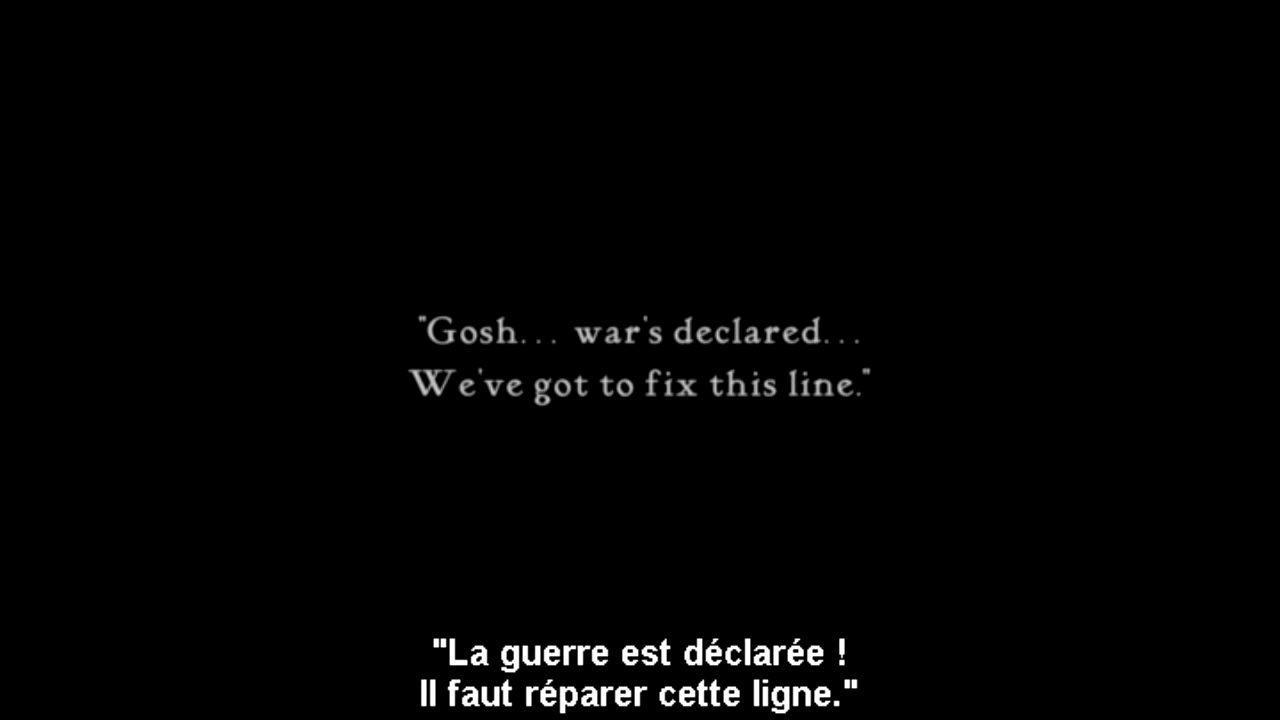 "Gosh... war's declared...
We've got to fix this line."
"La guerre est déclarée !
Il faut réparer cette ligne."